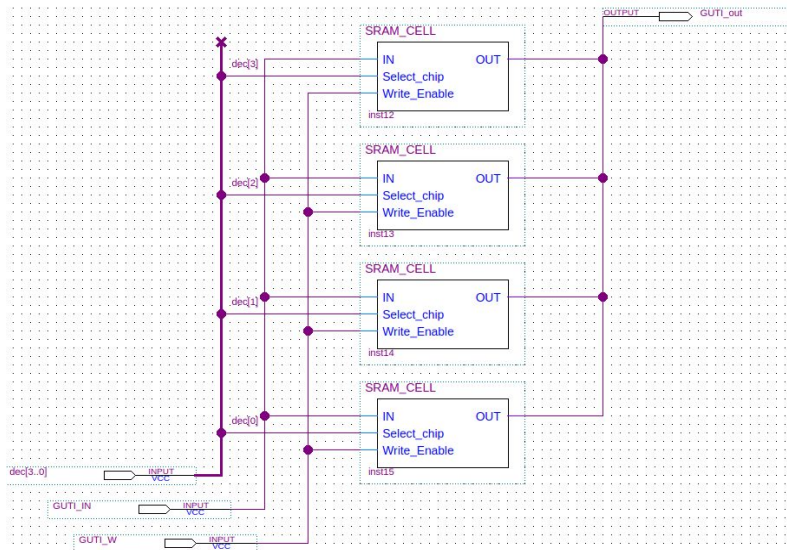 OUTPUT GUTI_out
SRAM_CELL
dec[3]
IN OUT
Select_chip
Write_Enable
inst12
SRAM_CELL
dec[2]
IN OUT
Select_chip
Write_Enable
inst13
SRAM_CELL
dec[1]
IN OUT
Select_chip
Write_Enable
inst14
SRAM_CELL
dec[0]
IN OUT
Select_chip
Write_Enable
inst15
dec[3..0] INPUT
VCC
GUTI_IN INPUT
VCC
GUTI_W INPUT
VCC